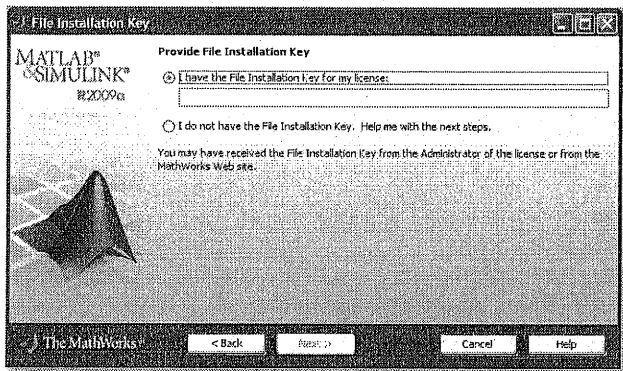 File Installation Key
MATLAB®
&SIMULINK®
R2009a
Provide File Installation Key
I have the File Installation Key for my license:
I do not have the File Installation Key. Help me with the next steps.
You may have received the File Installation Key from the Administrator of the license or from the
MathWorks Web site.
The MathWorks
< Back
Next >
Cancel
Help